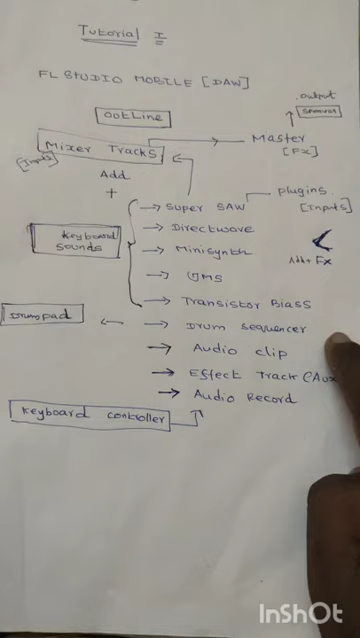 Tutorial I
FL STUDIO MOBILE [DAW]
output
OOtLine
Mixer Tracks
Master
[Fx]
[Inputs]
Add
+
plugins
[Inputs]
Super SAW
Directwave
Keyboard
sounds
Minisynth
Add+ Fx
GMS
Transistor Biass
Drumpad
Drum sequencer
Audio clip
Effect Track (Aux
Audio Record
Keyboard controller
InShOt